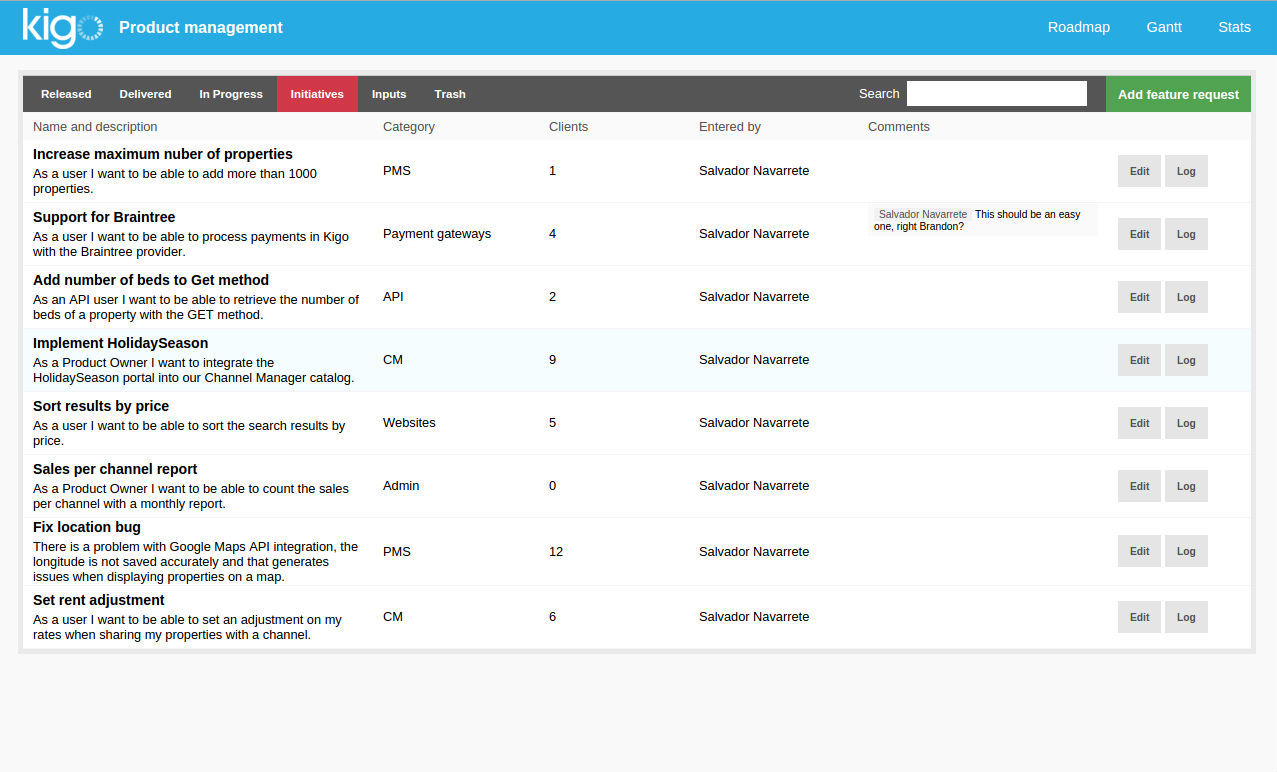 kigo Product management Roadmap Gantt Stats
Released Delivered In Progress Initiatives Inputs Trash Search Add feature request
Name and description Category Clients Entered by Comments
Increase maximum nuber of properties
As a user I want to be able to add more than 1000
properties.
PMS 1 Salvador Navarrete Edit Log
Support for Braintree
As a user I want to be able to process payments in Kigo
with the Braintree provider.
Payment gateways 4 Salvador Navarrete
Salvador Navarrete This should be an easy
one, right Brandon?
Edit Log
Add number of beds to Get method
As an API user I want to be able to retrieve the number of
beds of a property with the GET method.
API 2 Salvador Navarrete Edit Log
Implement HolidaySeason
As a Product Owner I want to integrate the
HolidaySeason portal into our Channel Manager catalog.
CM 9 Salvador Navarrete Edit Log
Sort results by price
As a user I want to be able to sort the search results by
price.
Websites 5 Salvador Navarrete Edit Log
Sales per channel report
As a Product Owner I want to be able to count the sales
per channel with a monthly report.
Admin 0 Salvador Navarrete Edit Log
Fix location bug
There is a problem with Google Maps API integration, the
longitude is not saved accurately and that generates
issues when displaying properties on a map.
PMS 12 Salvador Navarrete Edit Log
Set rent adjustment
As a user I want to be able to set an adjustment on my
rates when sharing my properties with a channel.
CM 6 Salvador Navarrete Edit Log